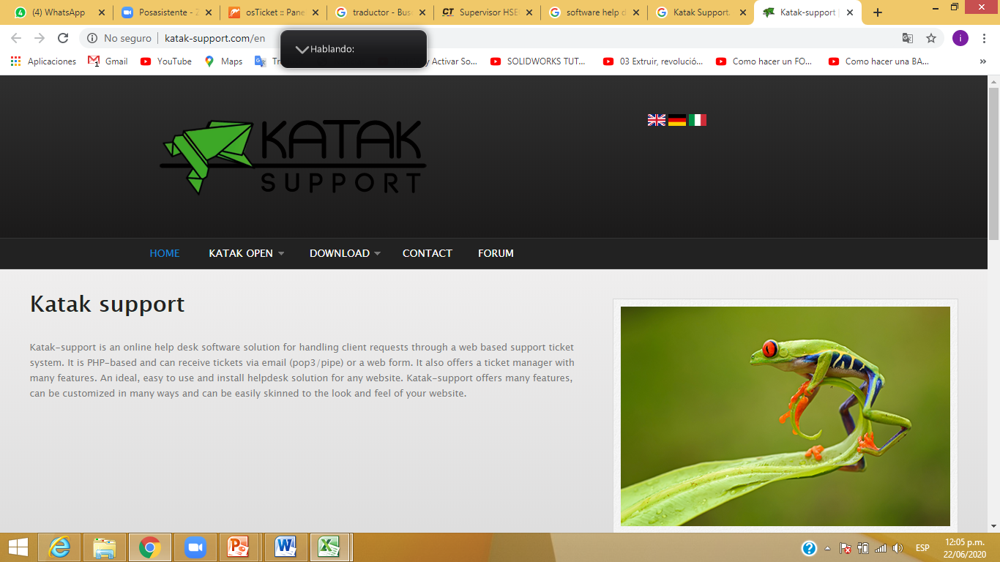 (4) WhatsApp
Posasistente - Z
osTicket :: Pane
traductor - Bus
Supervisor HSE
software help d
Katak Support.
Katak-support |
No seguro | katak-support.com/en
Hablando:
Aplicaciones
Gmail
YouTube
Maps
Tr
y Activar So...
SOLIDWORKS TUT...
03 Extruir, revolució...
Como hacer un FO...
Como hacer una BA...
KATAK
SUPPORT
HOME
KATAK OPEN
DOWNLOAD
CONTACT
FORUM
Katak support
Katak-support is an online help desk software solution for handling client requests through a web based support ticket
system. It is PHP-based and can receive tickets via email (pop3/pipe) or a web form. It also offers a ticket manager with
many features. An ideal, easy to use and install helpdesk solution for any website. Katak-support offers many features,
can be customized in many ways and can be easily skinned to the look and feel of your website.
ESP
12:05 p.m.
22/06/2020